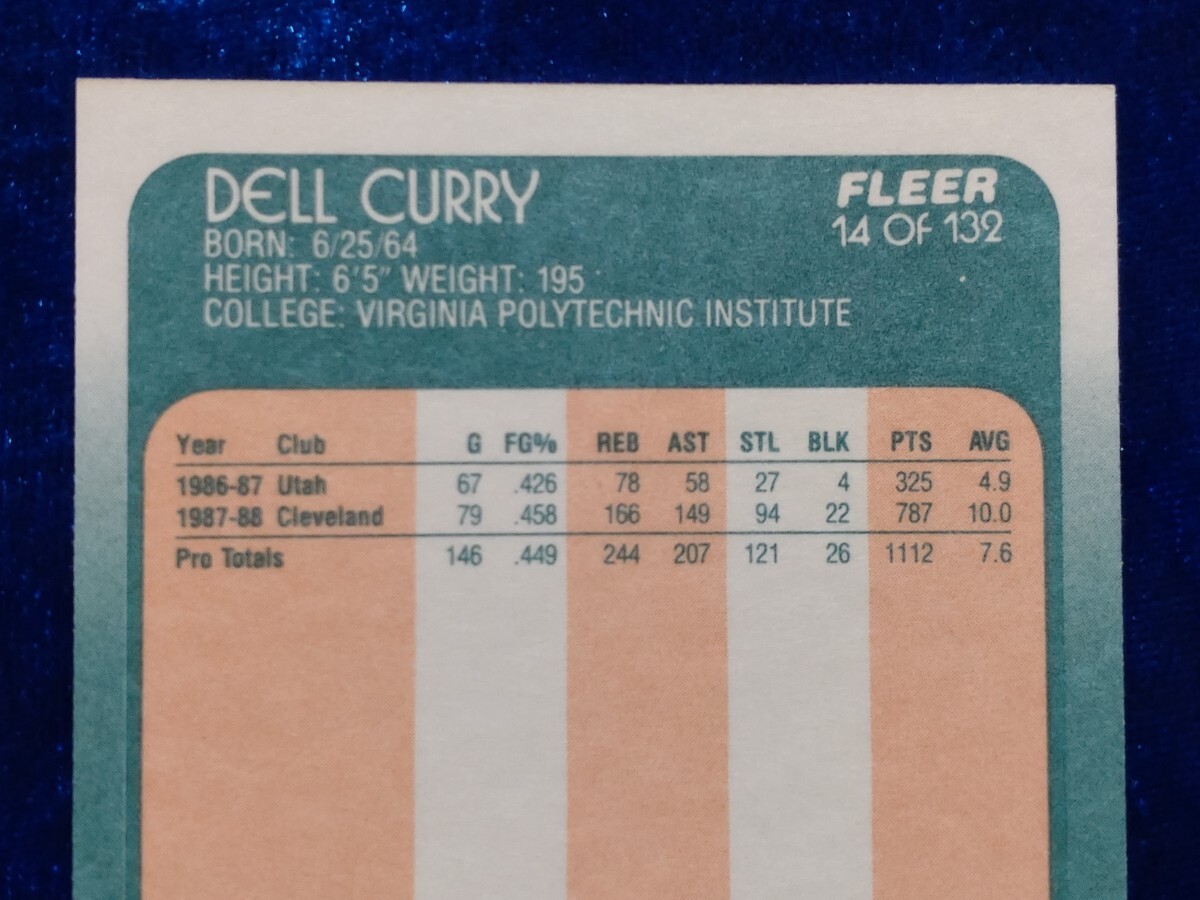 DELL CURRY
FLEER
14 OF 132
BORN: 6/25/64
HEIGHT: 6'5" WEIGHT: 195
COLLEGE: VIRGINIA POLYTECHNIC INSTITUTE
Year Club G FG% REB AST STL BLK PTS AVG
1986-87 Utah 67 .426 78 58 27 4 325 4.9
1987-88 Cleveland 79 .458 166 149 94 22 787 10.0
Pro Totals 146 .449 244 207 121 26 1112 7.6